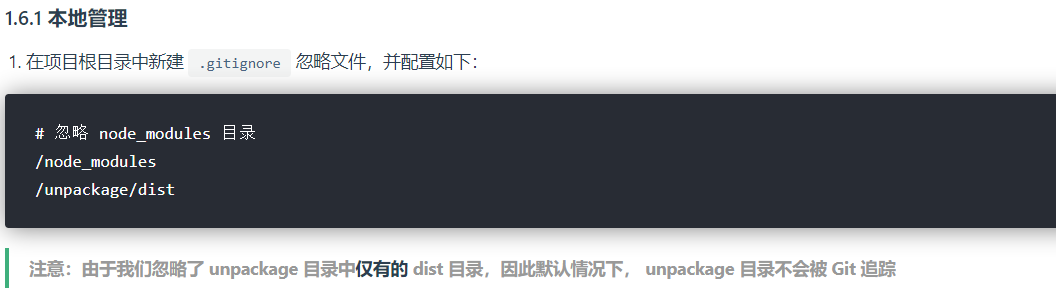 1.6.1 本地管理
1. 在项目根目录中新建 .gitignore 忽略文件，并配置如下：
# 忽略 node_modules 目录
/node_modules
/unpackage/dist
注意：由于我们忽略了 unpackage 目录中仅有的 dist 目录，因此默认情况下， unpackage 目录不会被 Git 追踪